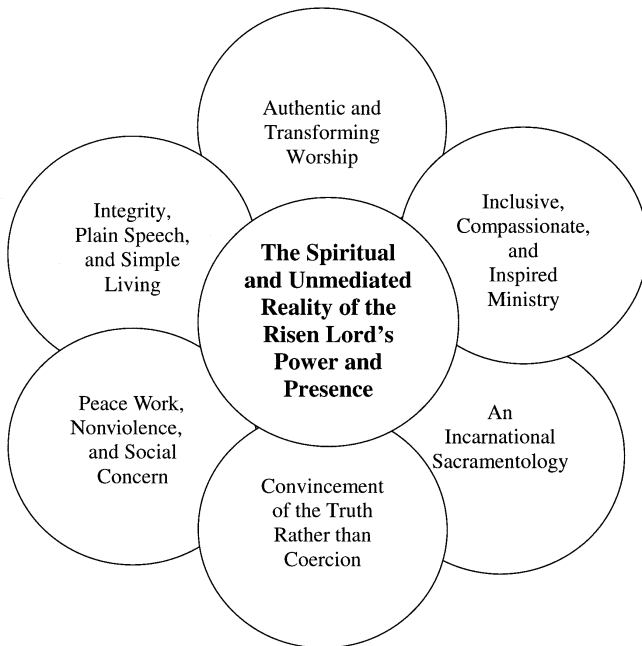 Authentic and
Transforming
Worship
Inclusive,
Compassionate,
and
Inspired
Ministry
An
Incarnational
Sacramentology
Convincement
of the Truth
Rather than
Coercion
Peace Work,
Nonviolence,
and Social
Concern
Integrity,
Plain Speech,
and Simple
Living
The Spiritual
and Unmediated
Reality of the
Risen Lord’s
Power and
Presence